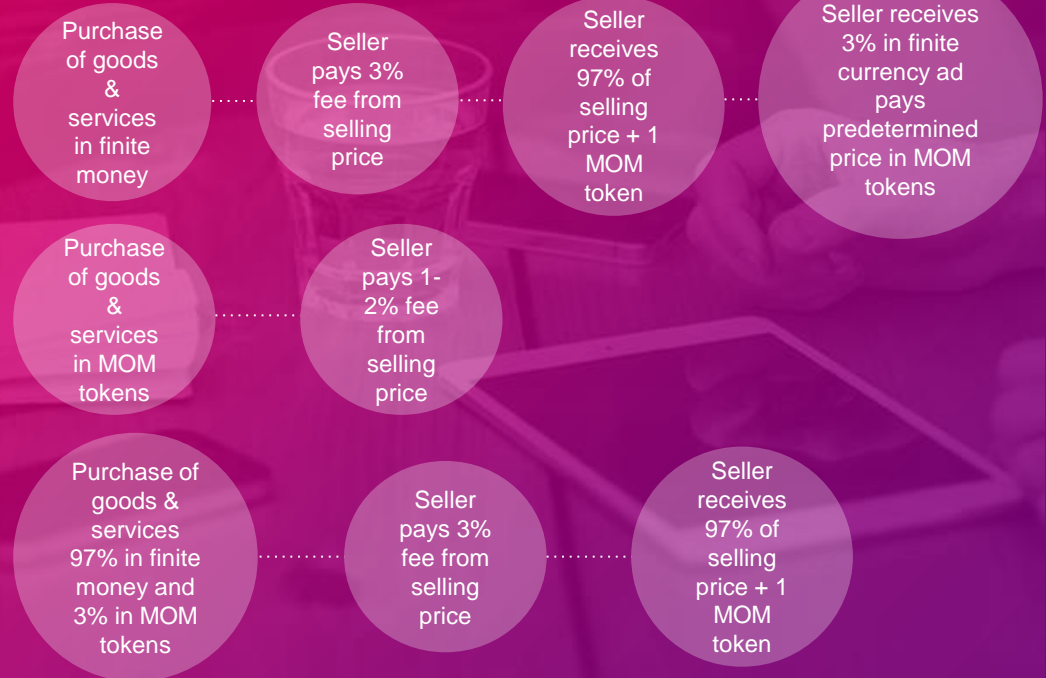 Purchase
of goods
&
services
in finite
money
Seller
pays 3%
fee from
selling
price
Seller
receives
97% of
selling
price + 1
MOM
token
Seller receives
3% in finite
currency ad
pays
predetermined
price in MOM
tokens
Purchase
of goods
&
services
in MOM
tokens
Seller
pays 1-
2% fee
from
selling
price
Purchase of
goods &
services
97% in finite
money and
3% in MOM
tokens
Seller
pays 3%
fee from
selling
price
Seller
receives
97% of
selling
price + 1
MOM
token